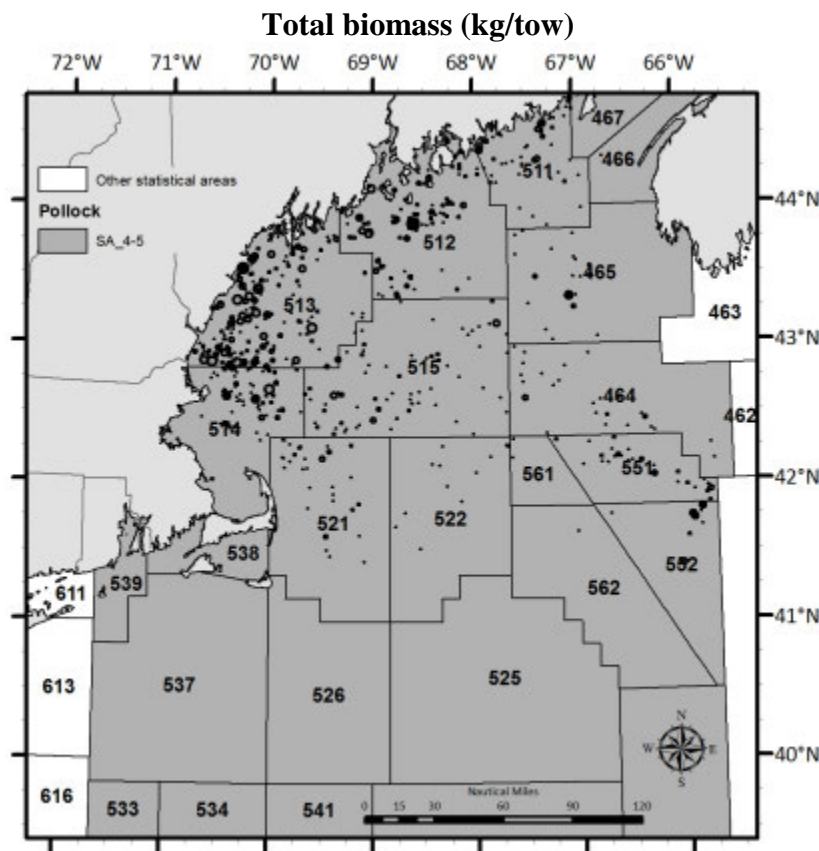 Total biomass (kg/tow)
72°W 71°W 70°W 69°W 68°W 67°W 66°W
467
466
511
Other statistical areas
Pollock
SA_4-5
44°N
512
465
513
463
43°N
515
464
462
514
551
42°N
561
521
522
538
552
539
562
611
41°N
537
526
525
613
N
W E
S
40°N
616
533 534 541
Nautical Miles
0 15 30 60 90 120